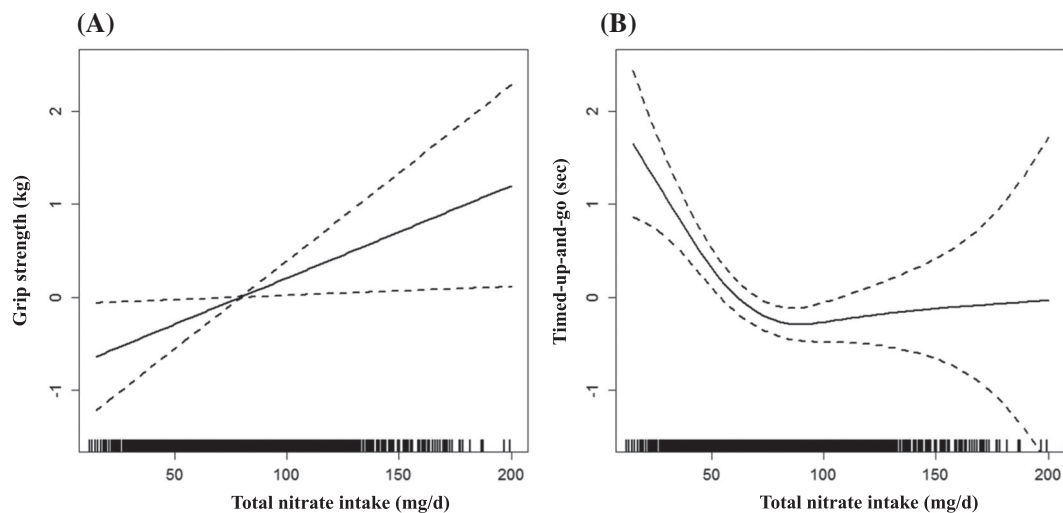 (A)
Grip strength (kg)
2
1
0
-1
50 100 150 200
Total nitrate intake (mg/d)
(B)
Timed-up-and-go (sec)
2
1
0
-1
50 100 150 200
Total nitrate intake (mg/d)